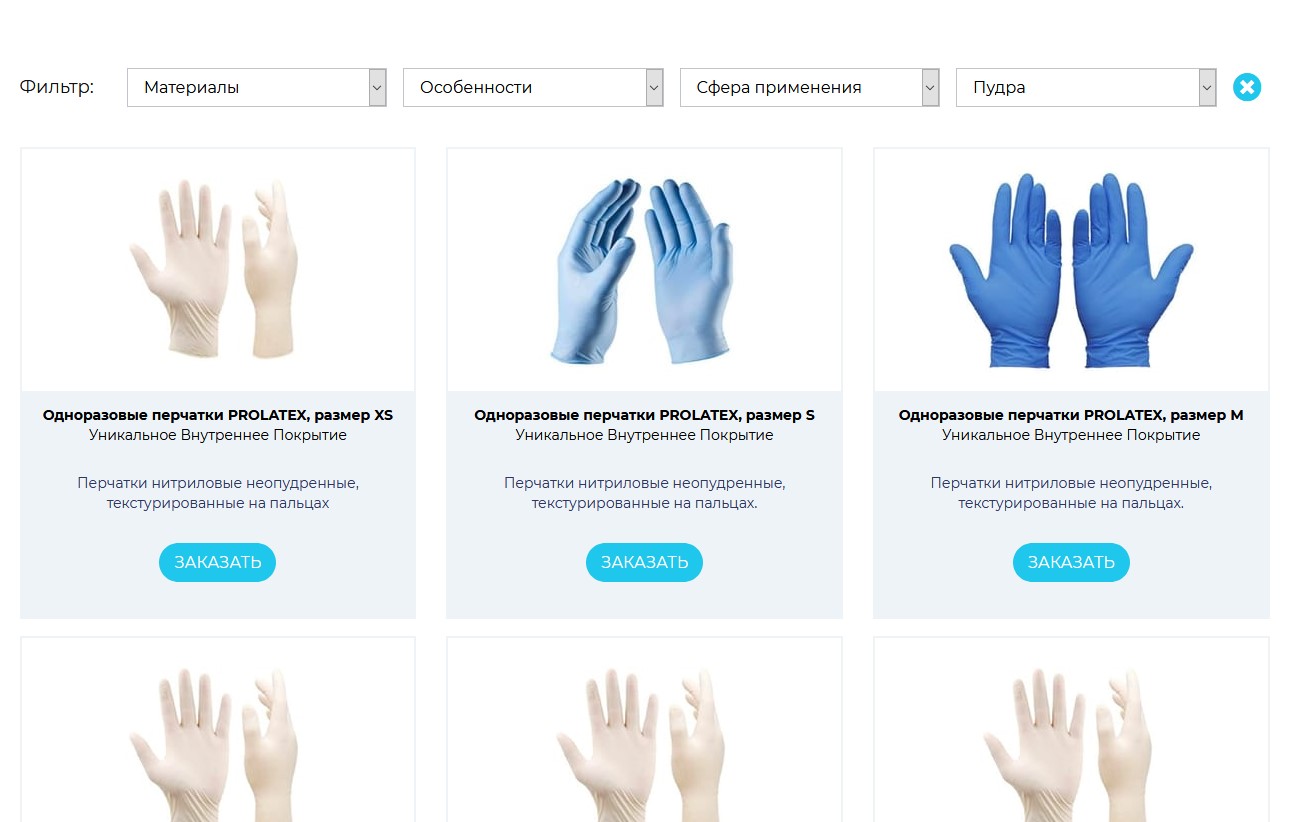 Фильтр: Материалы Особенности Сфера применения Пудра
Одноразовые перчатки PROLATEX, размер XS
Уникальное Внутреннее Покрытие
Перчатки нитриловые неопудренные,
текстурированные на пальцах
ЗАКАЗАТЬ
Одноразовые перчатки PROLATEX, размер S
Уникальное Внутреннее Покрытие
Перчатки нитриловые неопудренные,
текстурированные на пальцах.
ЗАКАЗАТЬ
Одноразовые перчатки PROLATEX, размер M
Уникальное Внутреннее Покрытие
Перчатки нитриловые неопудренные,
текстурированные на пальцах.
ЗАКАЗАТЬ